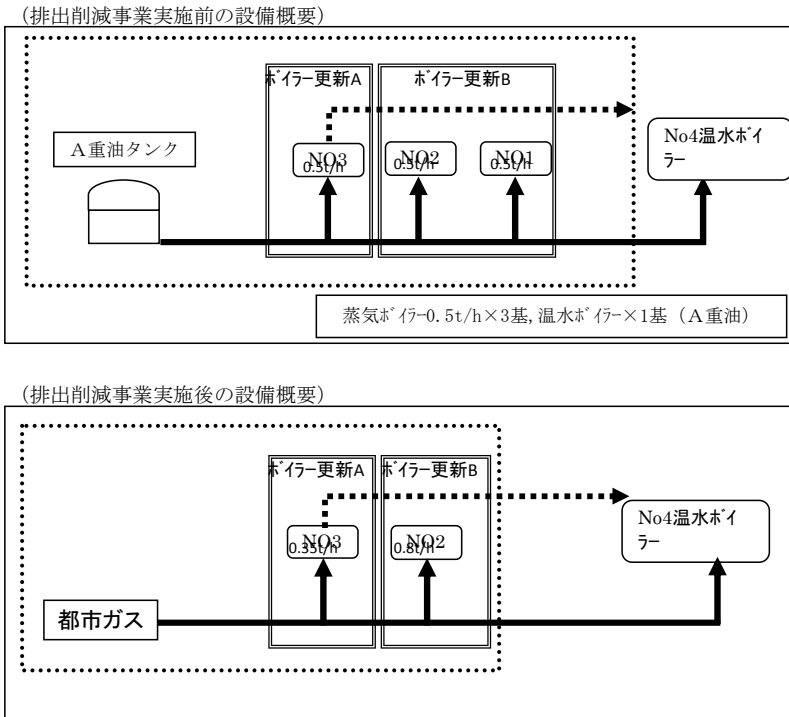 (排出削減事業実施前の設備概要)
ﾎﾞｲﾗｰ更新A
ﾎﾞｲﾗｰ更新B
A重油タンク
NO3
0.5t/h
NO2
0.5t/h
NO1
0.5t/h
No4温水ﾎﾞｲ
ﾗｰ
蒸気ﾎﾞｲﾗｰ0.5t/h×3基,温水ﾎﾞｲﾗｰ×1基（A重油）
(排出削減事業実施後の設備概要)
ﾎﾞｲﾗｰ更新A
ﾎﾞｲﾗｰ更新B
NO3
0.35t/h
NO2
0.8t/h
No4温水ﾎﾞｲ
ﾗｰ
都市ガス